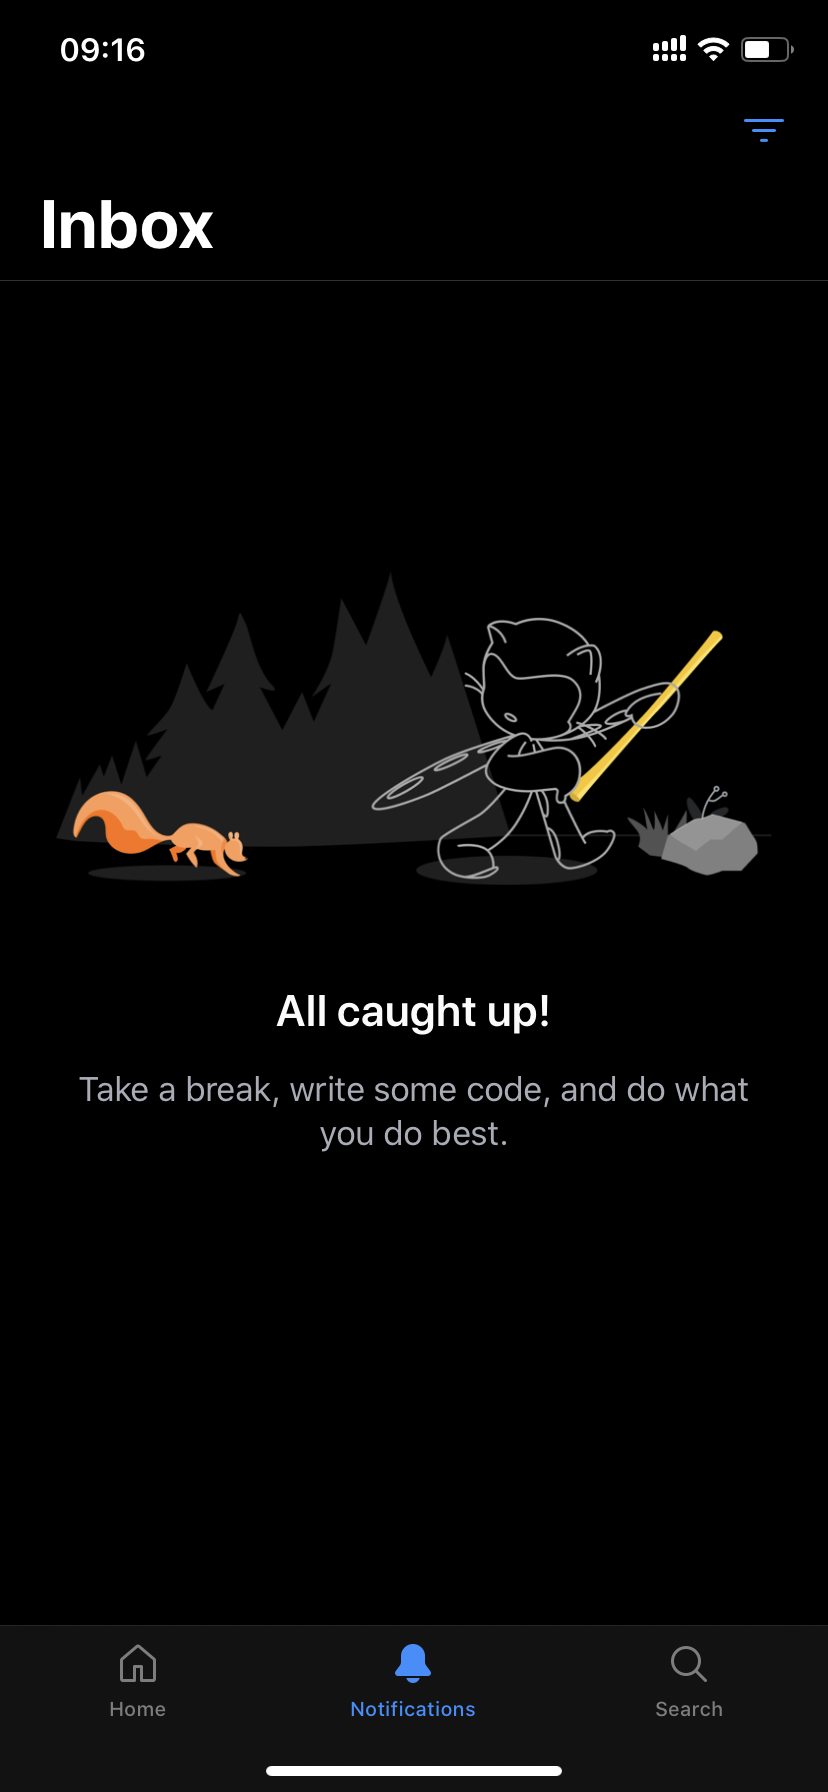 09:16
Inbox
All caught up!
Take a break, write some code, and do what
you do best.
Home
Notifications
Search